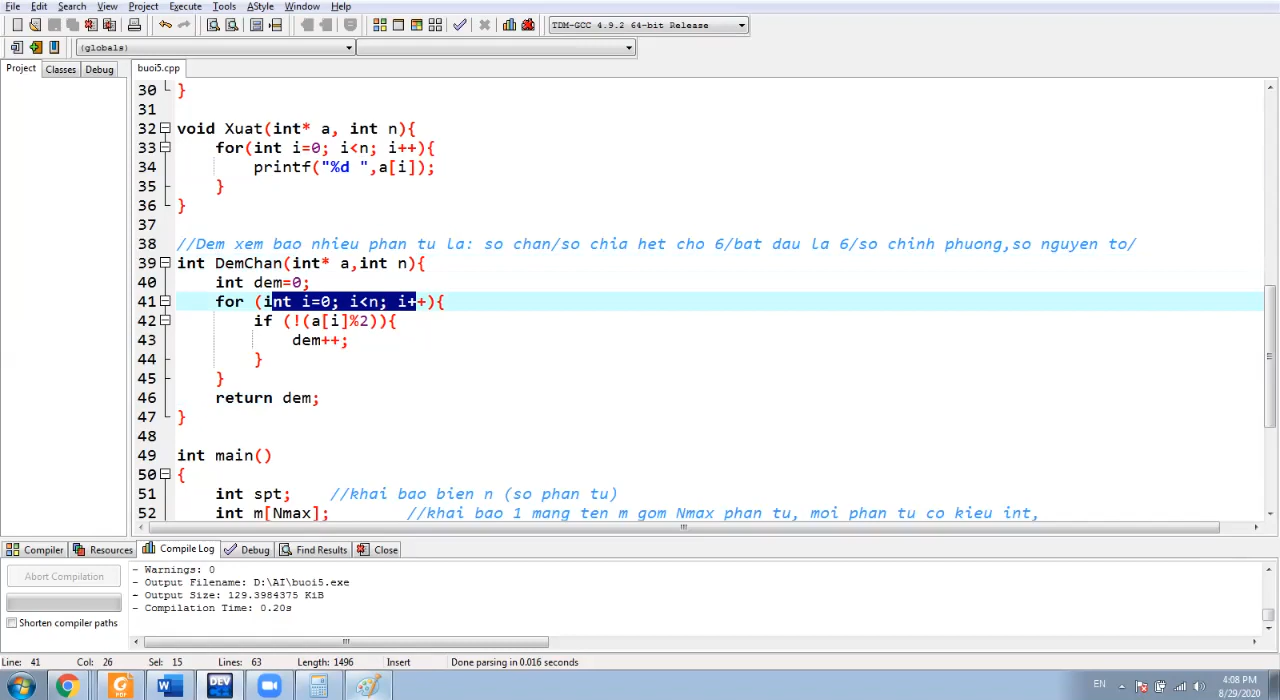 File Edit Search View Project Execute Tools AStyle Window Help
TDM-GCC 4.9.2 64-bit Release
(globals)
Project Classes Debug buoi5.cpp
30 }
31
32 void Xuat(int* a, int n){
33 for(int i=0; i<n; i++){
34 printf("%d ",a[i]);
35 }
36 }
37
38 //Dem xem bao nhieu phan tu la: so chan/so chia het cho 6/bat dau la 6/so chinh phuong,so nguyen to/
39 int DemChan(int* a,int n){
40 int dem=0;
41 for (int i=0; i<n; i++){
42 if (!(a[i]%2)){
43 dem++;
44 }
45 }
46 return dem;
47 }
48
49 int main()
50 {
51 int spt; //khai bao bien n (so phan tu)
52 int m[Nmax]; //khai bao 1 mang ten m gom Nmax phan tu, moi phan tu co kieu int,
Compiler Resources Compile Log Debug Find Results Close
Abort Compilation
Shorten compiler paths
- Warnings: 0
- Output Filename: D:\AI\buoi5.exe
- Output Size: 129.3984375 KiB
- Compilation Time: 0.20s
Line: 41 Col: 26 Sel: 15 Lines: 63 Length: 1496 Insert Done parsing in 0.016 seconds
PDF W DEV EN 4:08 PM
8/29/2020